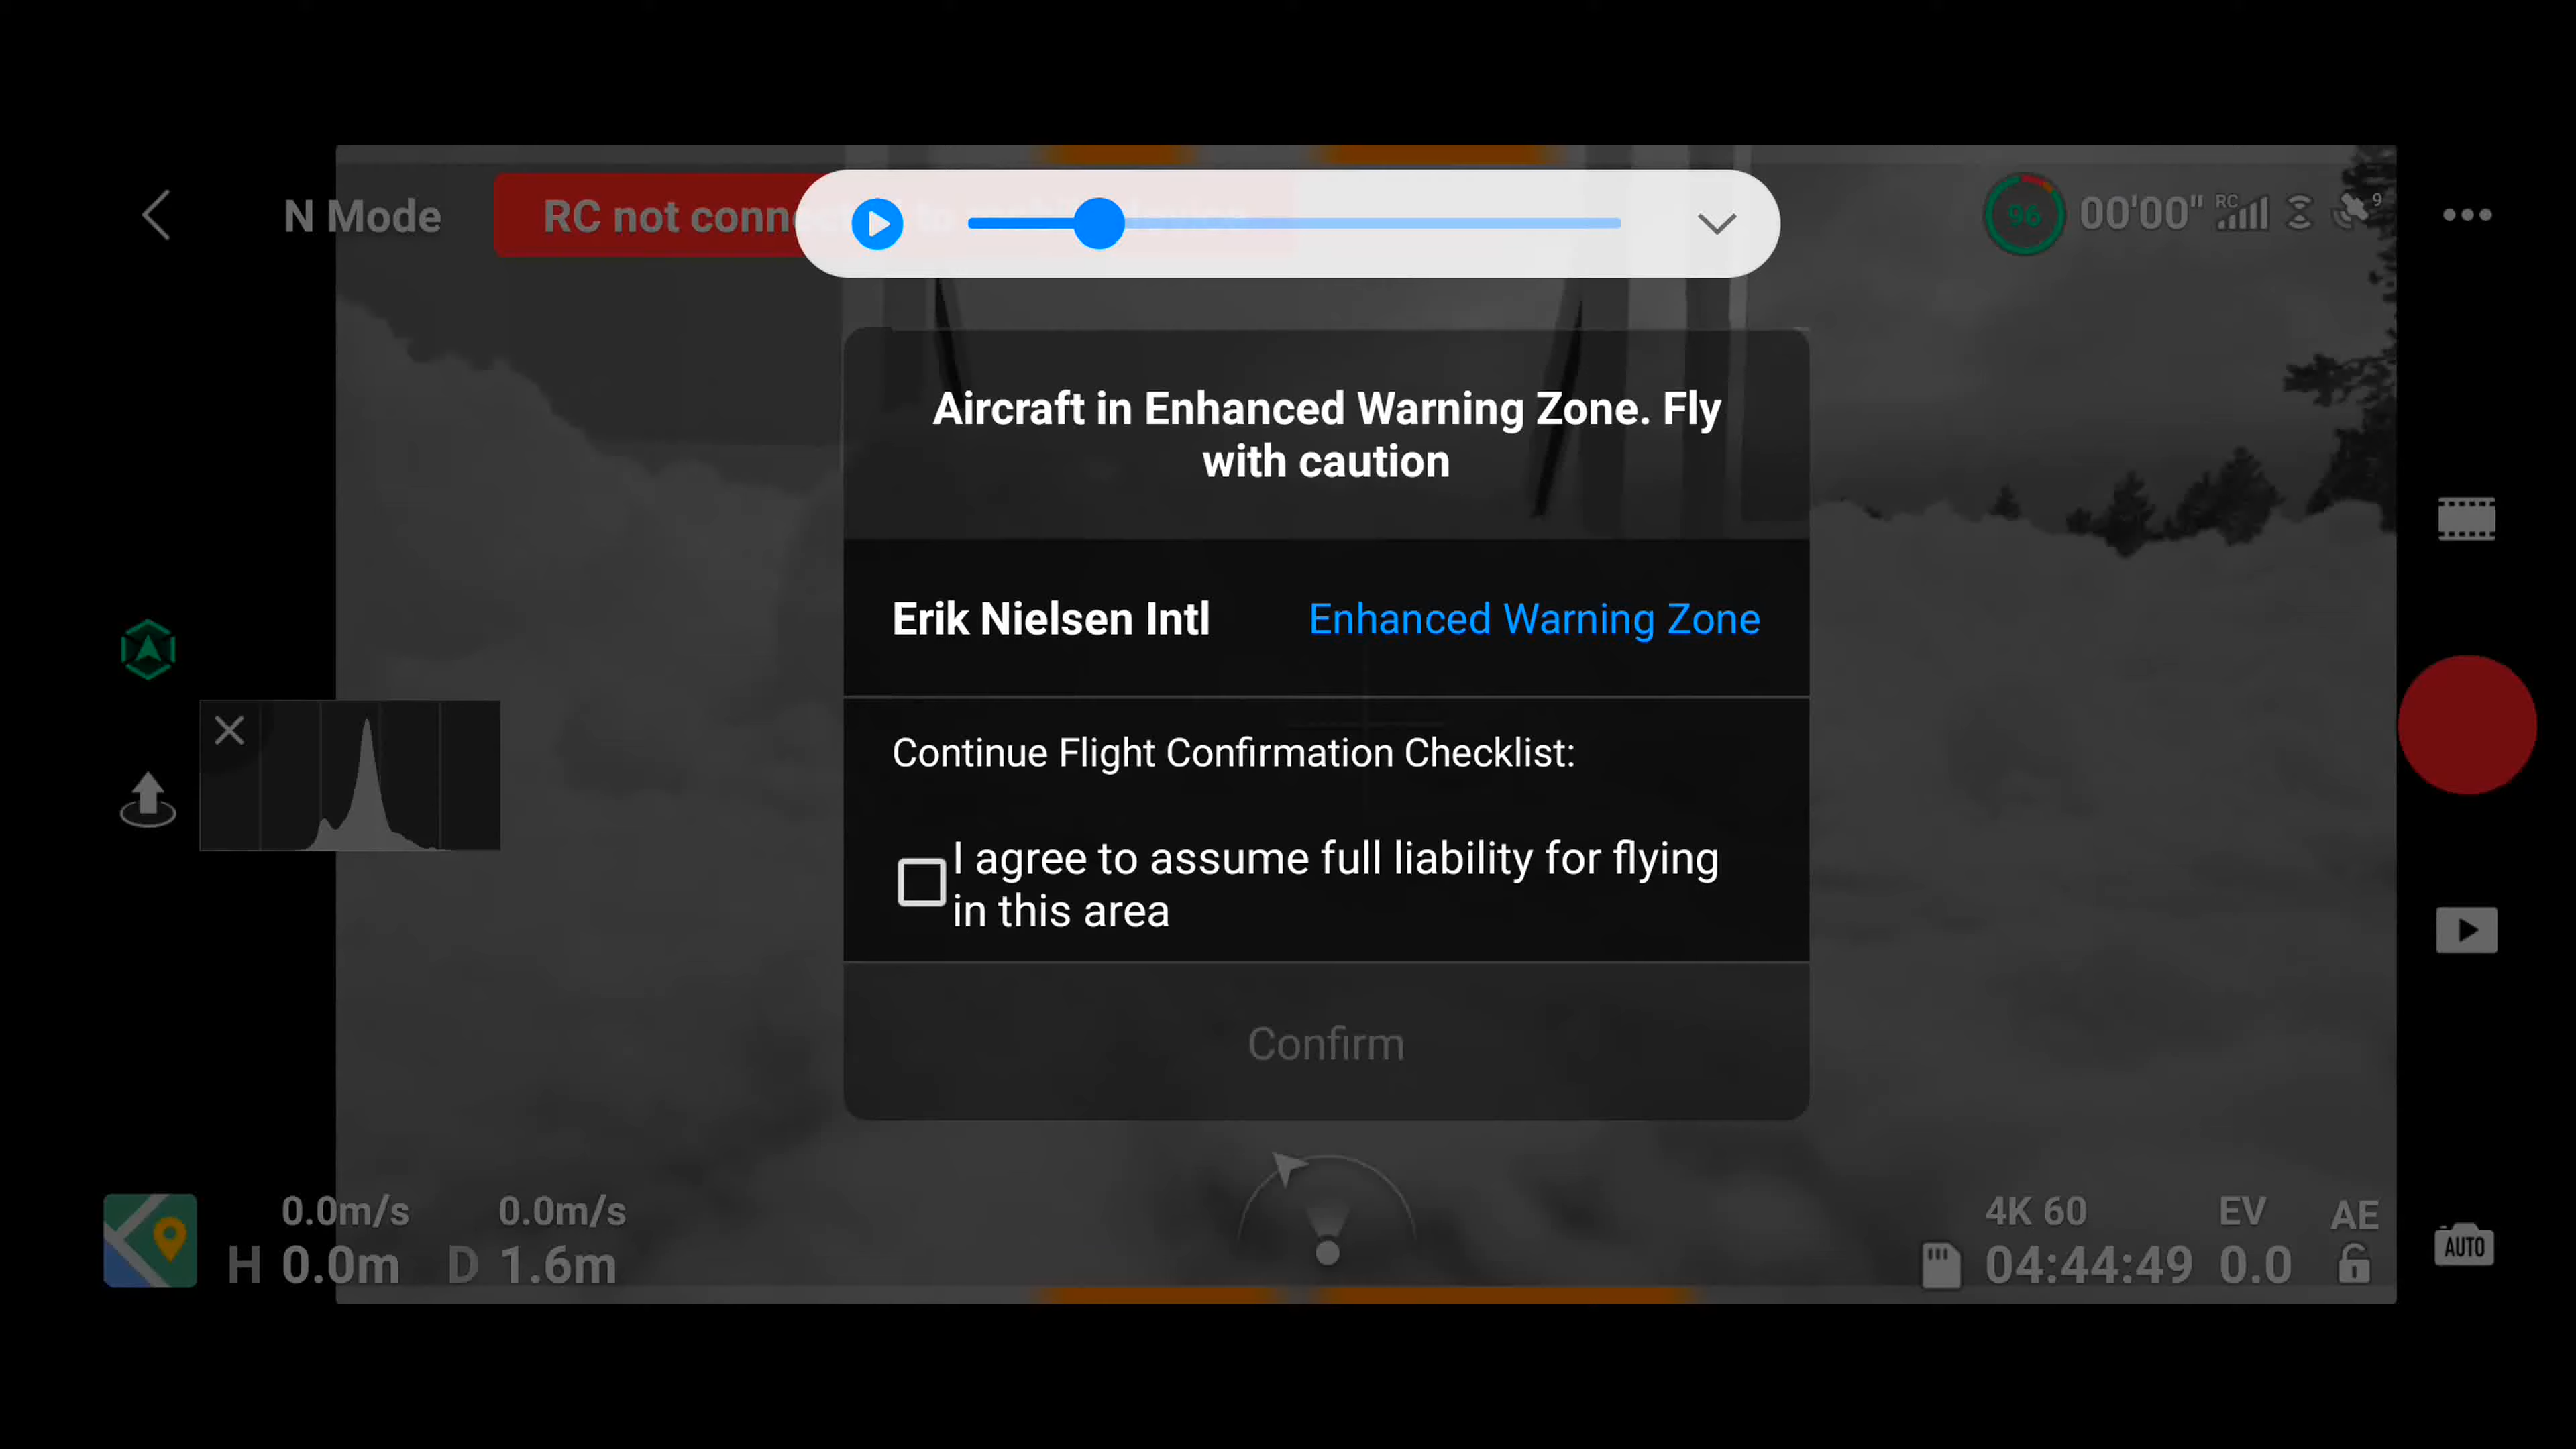 N Mode
RC not conn
96
00'00"
RC
9
Aircraft in Enhanced Warning Zone. Fly
with caution
Erik Nielsen Intl
Enhanced Warning Zone
Continue Flight Confirmation Checklist:
I agree to assume full liability for flying
in this area
Confirm
0.0m/s
0.0m/s
H 0.0m
D 1.6m
4K 60
EV
AE
04:44:49
0.0
AUTO